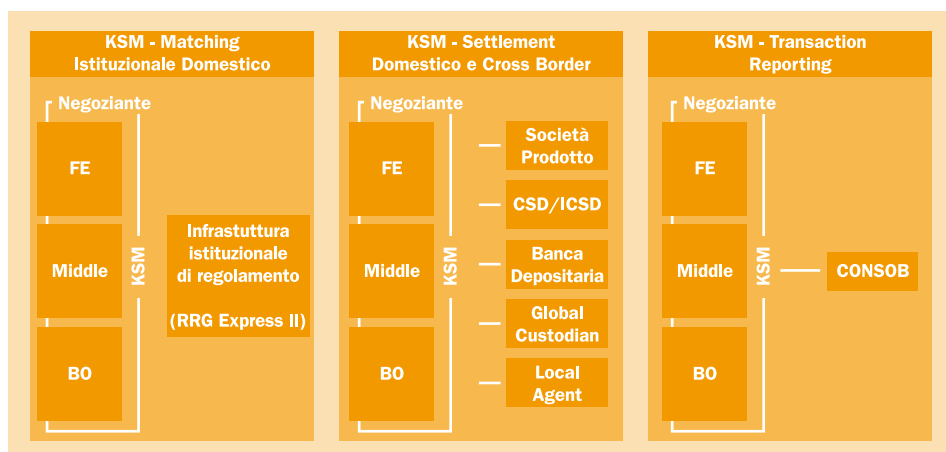 KSM - Matching
Istituzionale Domestico
Negoziante
FE
Middle
BO
KSM
Infrastuttura
istituzionale
di regolamento
(RRG Express II)
KSM - Settlement
Domestico e Cross Border
Negoziante
FE
Middle
BO
KSM
Società
Prodotto
CSD/ICSD
Banca
Depositaria
Global
Custodian
Local
Agent
KSM - Transaction
Reporting
Negoziante
FE
Middle
BO
KSM
CONSOB